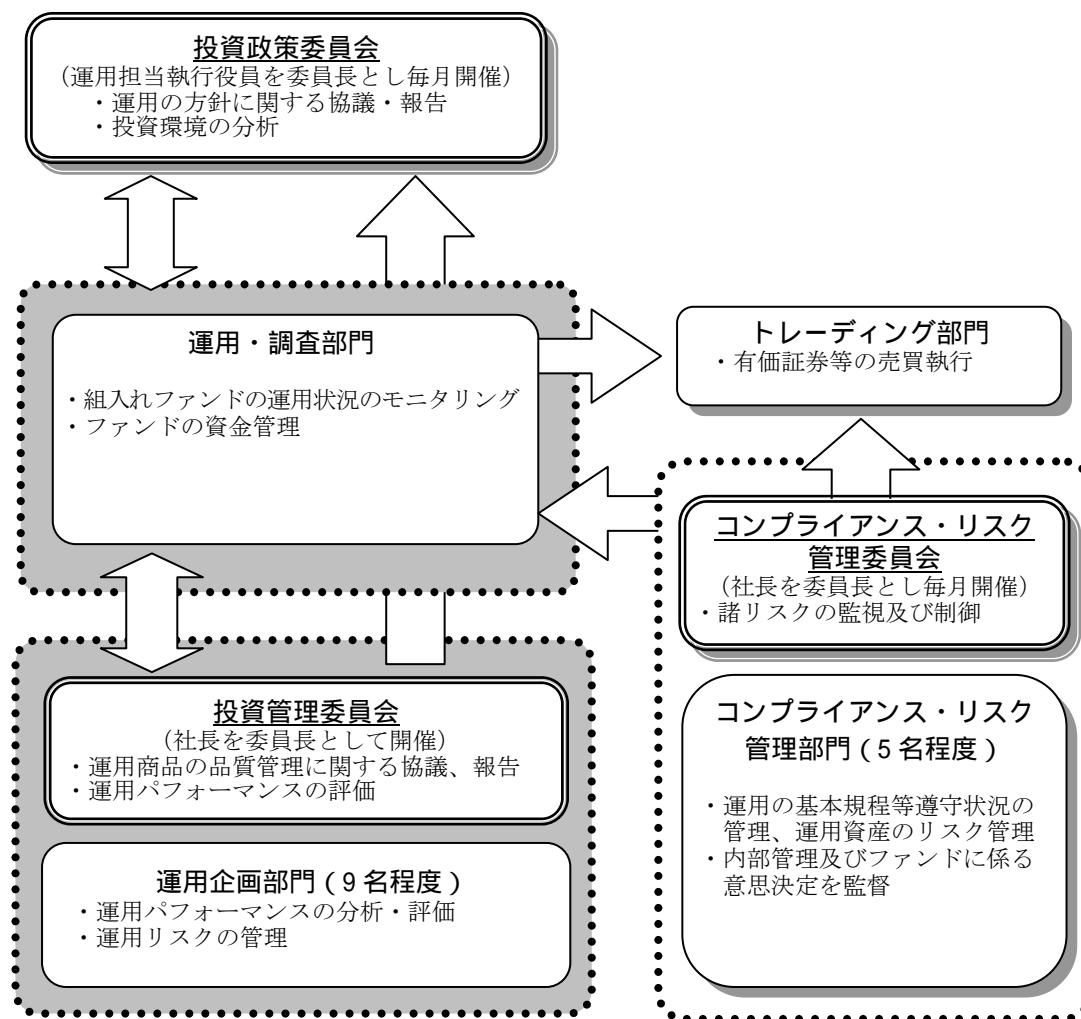 投資政策委員会
(運用担当執行役員を委員長とし毎月開催)
・運用の方針に関する協議・報告
・投資環境の分析
運用・調査部門
・組入れファンドの運用状況のモニタリング
・ファンドの資金管理
トレーディング部門
・有価証券等の売買執行
コンプライアンス・リスク
管理委員会
(社長を委員長とし毎月開催)
・諸リスクの監視及び制御
投資管理委員会
(社長を委員長として開催)
・運用商品の品質管理に関する協議、報告
・運用パフォーマンスの評価
運用企画部門(9名程度)
・運用パフォーマンスの分析・評価
・運用リスクの管理
コンプライアンス・リスク
管理部門(5名程度)
・運用の基本規程等遵守状況の
管理、運用資産のリスク管理
・内部管理及びファンドに係る
意思決定を監督